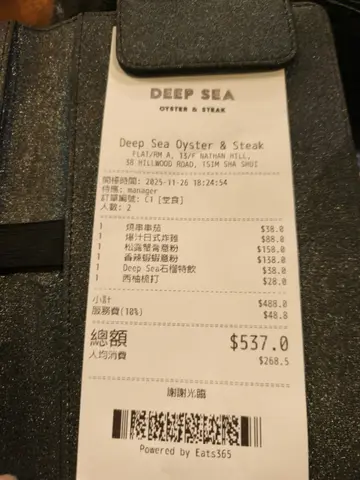 DEEP SEA
OYSTER & STEAK
Deep Sea Oyster & Steak
FLAT/RM A, 13/F NATHAN HILL,
38 HILLWOOD ROAD, TSIM SHA SHUI
開檯時間: 2025-11-26 18:24:54
侍應: manager
訂單編號: C1 [堂食]
人數: 2
1 燒串車茄 $38.0
1 爆汁日式炸雞 $88.0
1 松露蟹膏意粉 $158.0
1 香辣蝦蝦意粉 $138.0
1 Deep Sea石榴特飲 $38.0
1 西柚梳打 $28.0
小計 $488.0
服務費(10%) $48.8
總額 $537.0
人均消費 $268.5
謝謝光臨
Powered by Eats365